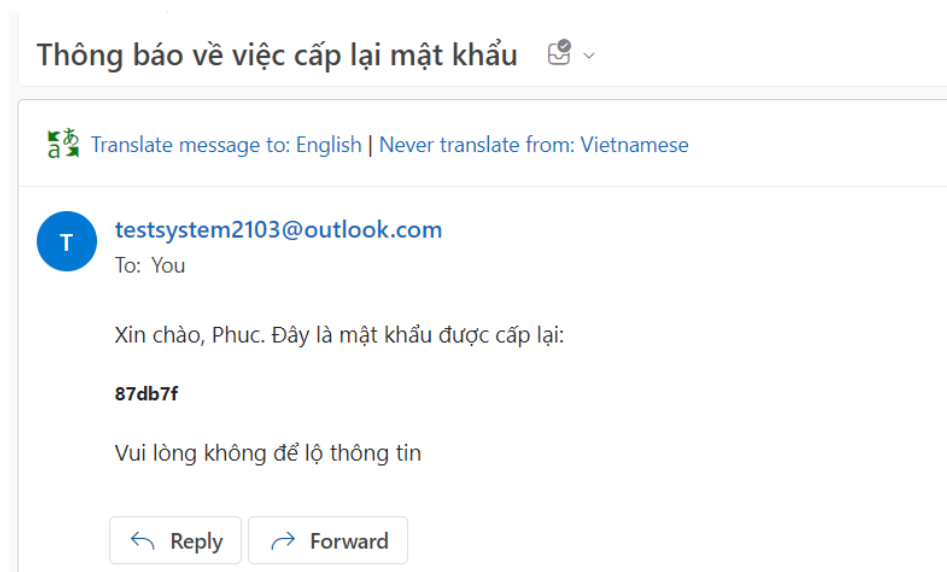 Thông báo về việc cấp lại mật khẩu
Translate message to: English | Never translate from: Vietnamese
T
testsystem2103@outlook.com
To: You
Xin chào, Phuc. Đây là mật khẩu được cấp lại:
87db7f
Vui lòng không để lộ thông tin
Reply
Forward